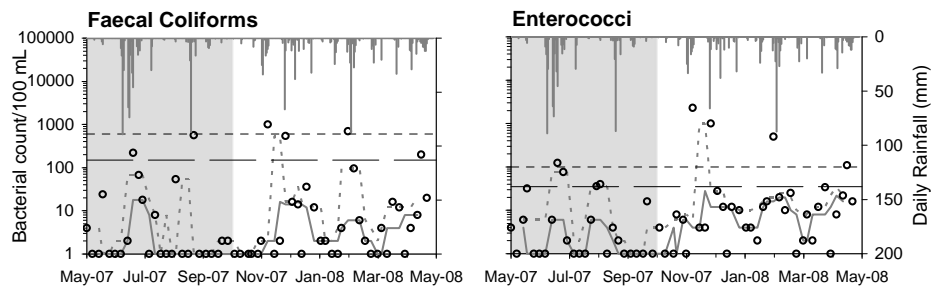 Faecal Coliforms
Enterococci
Bacterial count/100 mL
100000
10000
1000
100
10
1
May-07 Jul-07 Sep-07 Nov-07 Jan-08 Mar-08 May-08
May-07 Jul-07 Sep-07 Nov-07 Jan-08 Mar-08 May-08
0
50
100
150
200
Daily Rainfall (mm)